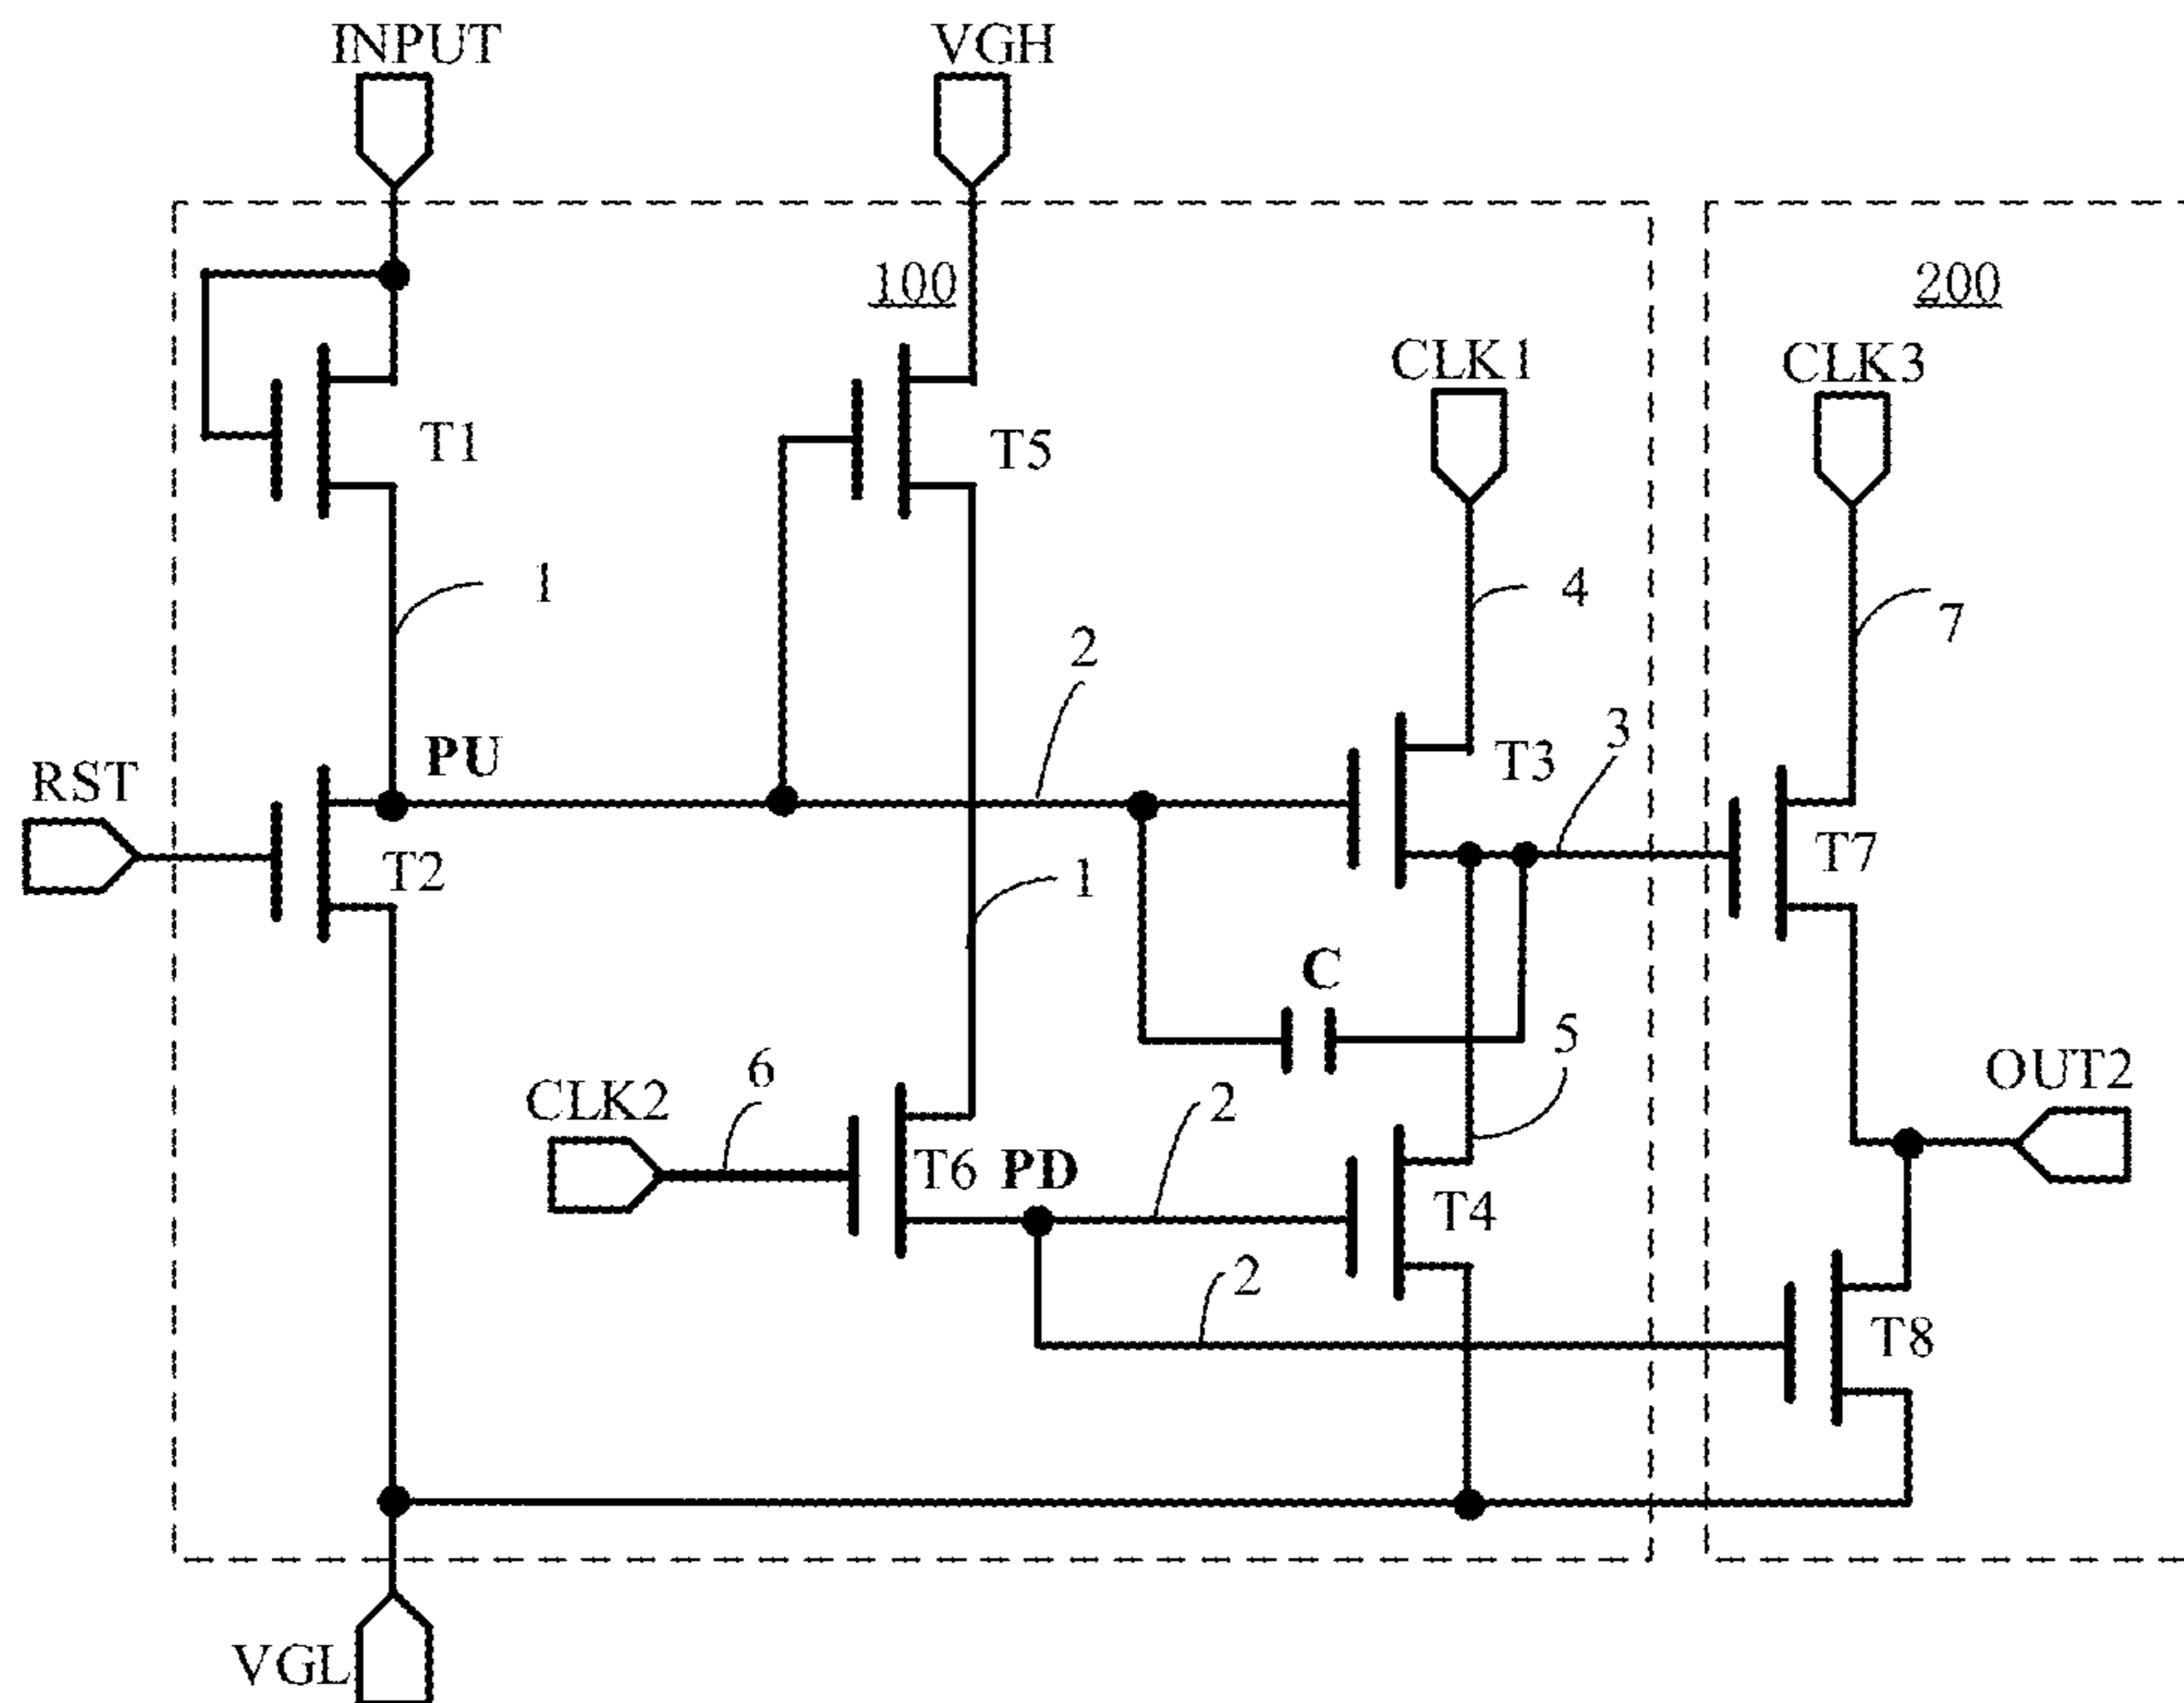 INPUT
VGH
100
200
CLK1
CLK3
T1
T5
1
4
7
2
3
PU
T3
RST
T2
T7
1
C
5
CLK2
6
OUT2
2
T6
PD
T4
2
T8
VGL